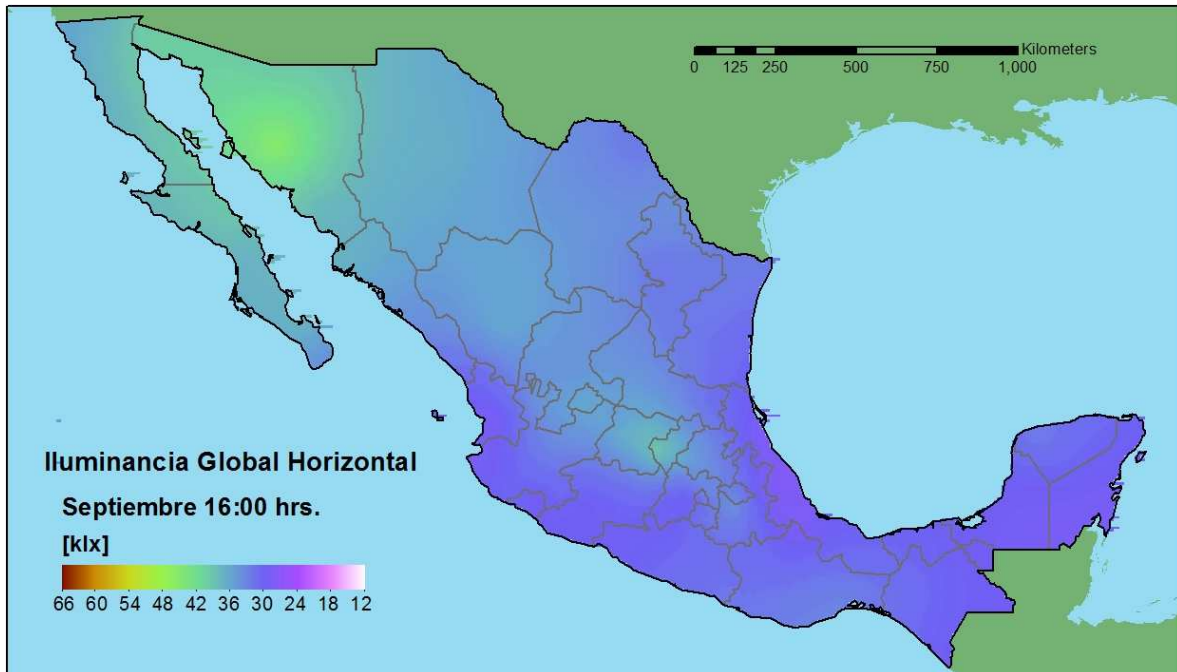 Kilometers
0 125 250 500 750 1,000
Iluminancia Global Horizontal
Septiembre 16:00 hrs.
[klx]
66 60 54 48 42 36 30 24 18 12